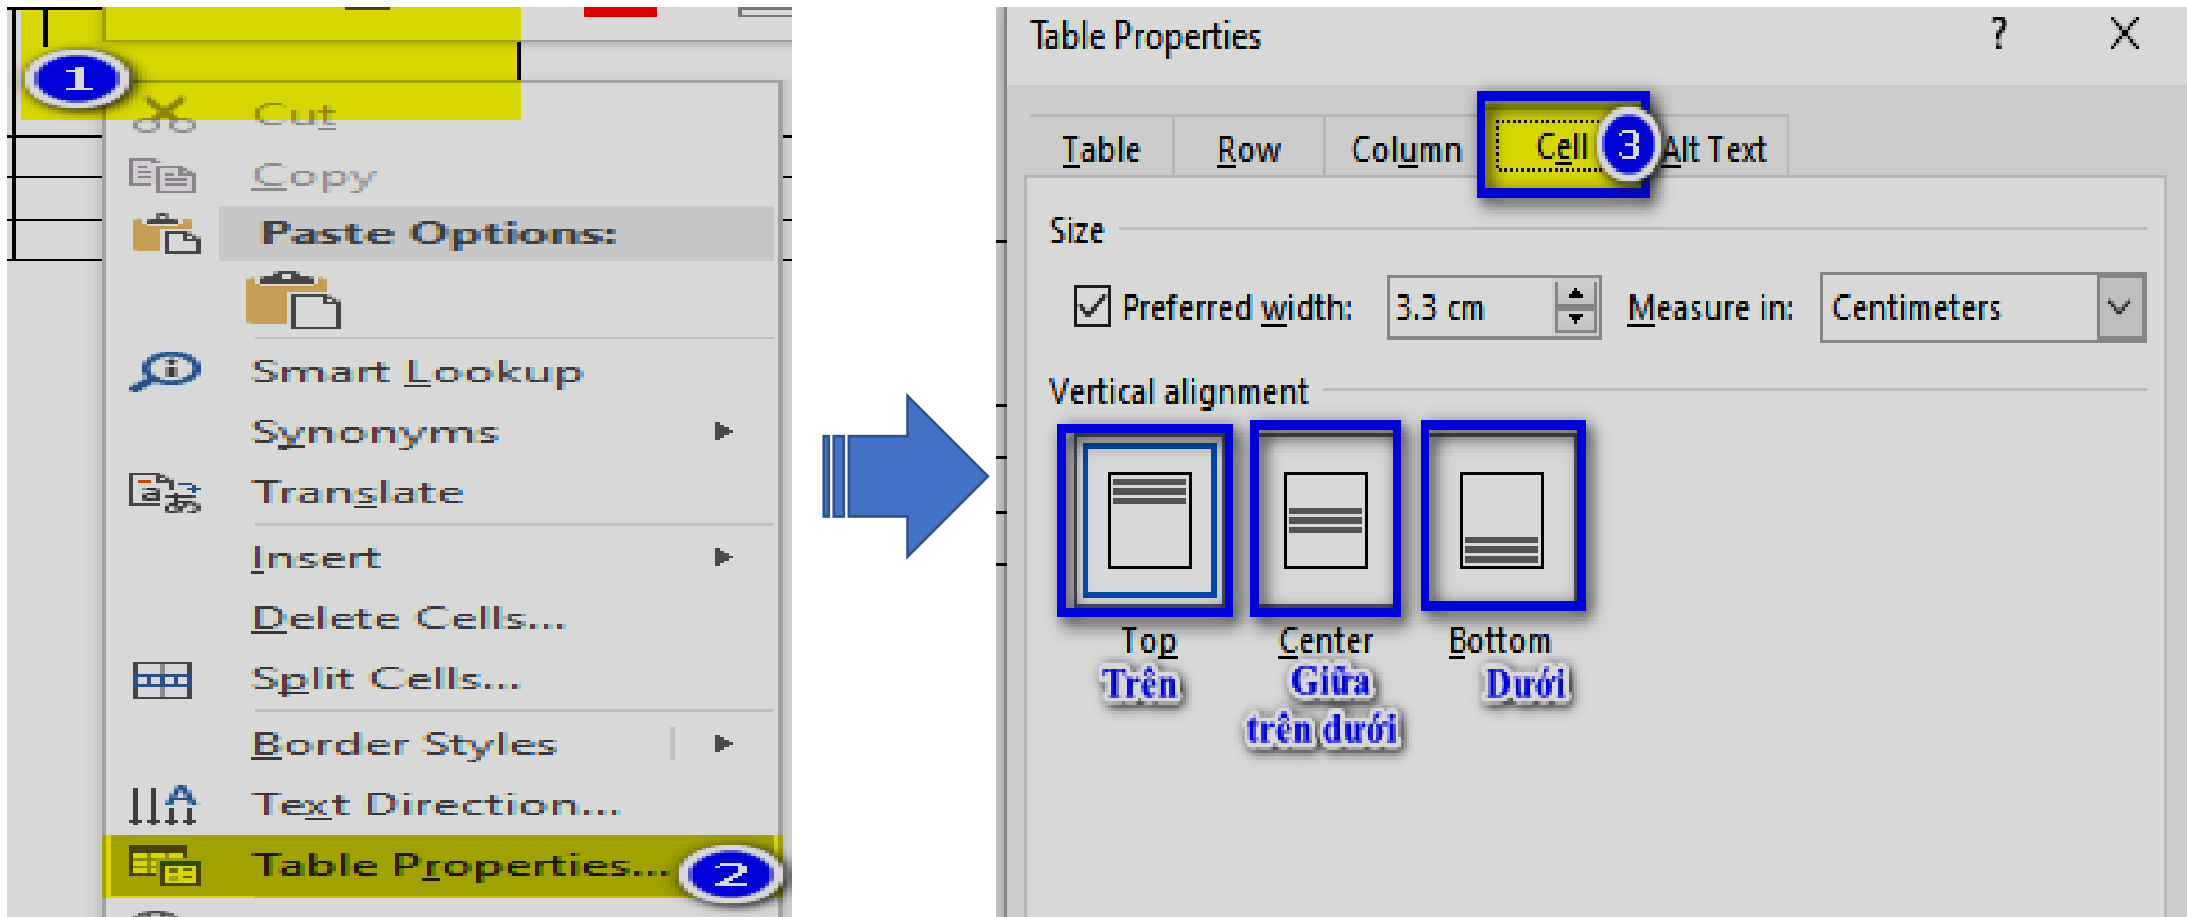 1
Cut
Copy
Paste Options:
Smart Lookup
Synonyms
Translate
Insert
Delete Cells...
Split Cells...
Border Styles
Text Direction...
Table Properties... 2
Table Properties ? X
Table Row Column Cell 3 Alt Text
Size
Preferred width: 3.3 cm Measure in: Centimeters
Vertical alignment
Top Center Bottom
Trên Giữa Dưới
trên dưới